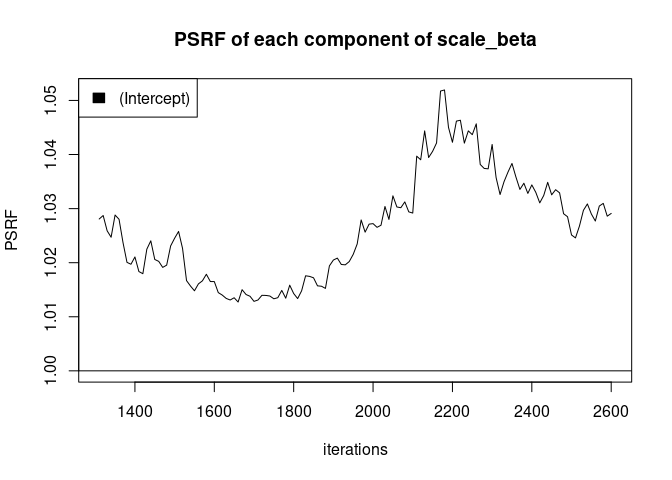 PSRF of each component of scale_beta
(Intercept)
PSRF
1.05
1.04
1.03
1.02
1.01
1.00
1400 1600 1800 2000 2200 2400 2600
iterations